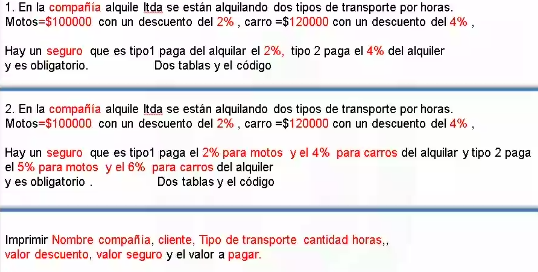 1. En la compañía alquile ltda se están alquilando dos tipos de transporte por horas.
Motos=$100000 con un descuento del 2% , carro =$120000 con un descuento del 4% ,
Hay un seguro que es tipo1 paga del alquilar el 2%, tipo 2 paga el 4% del alquiler
y es obligatorio. Dos tablas y el código
2. En la compañía alquile ltda se están alquilando dos tipos de transporte por horas.
Motos=$100000 con un descuento del 2% , carro =$120000 con un descuento del 4% ,
Hay un seguro que es tipo1 paga el 2% para motos y el 4% para carros del alquilar y tipo 2 paga
el 5% para motos y el 6% para carros del alquiler
y es obligatorio . Dos tablas y el código
Imprimir Nombre compañía, cliente, Tipo de transporte cantidad horas,,
valor descuento, valor seguro y el valor a pagar.